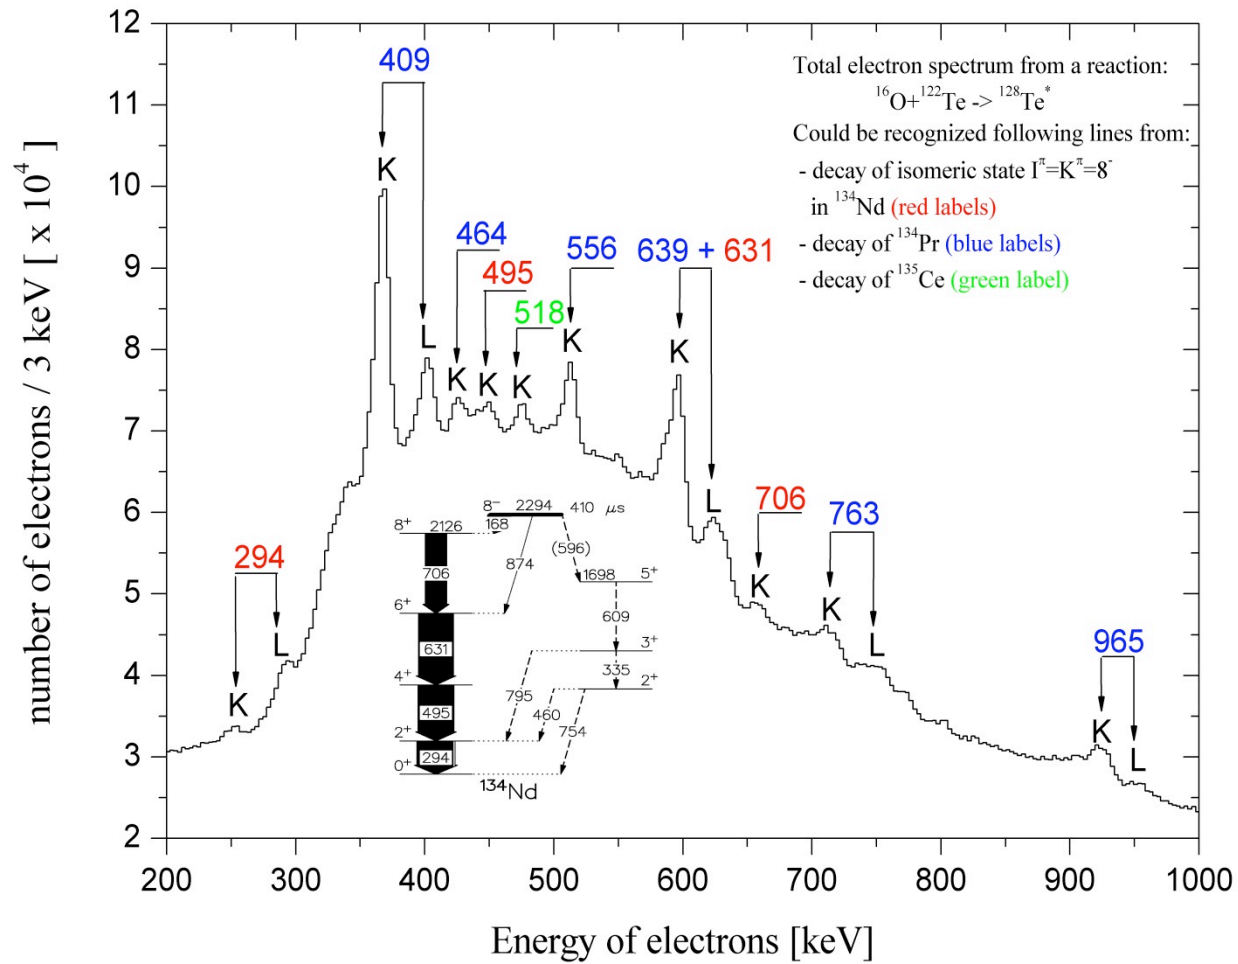 12
11
10
9
8
7
6
5
4
3
2
number of electrons / 3 keV [ x 10⁴ ]
Total electron spectrum from a reaction:
¹⁶O+¹²²Te -> ¹²⁸Te*
Could be recognized following lines from:
- decay of isomeric state Iᵖⁱ=Kᵖⁱ=8⁻
in ¹³⁴Nd (red labels)
- decay of ¹³⁴Pr (blue labels)
- decay of ¹³⁵Ce (green label)
409
K
L
464
K
495
K
518
K
556
K
639 + 631
K
L
706
K
763
K
L
965
K
L
294
K
L
8⁻ 2294 410 μs
8⁺ 2126 168
(596)
874
706
1698 5⁺
6⁺
609
631
3⁺
4⁺
335
2⁺
495
795
460
754
2⁺
294
0⁺
¹³⁴Nd
200 300 400 500 600 700 800 900 1000
Energy of electrons [keV]